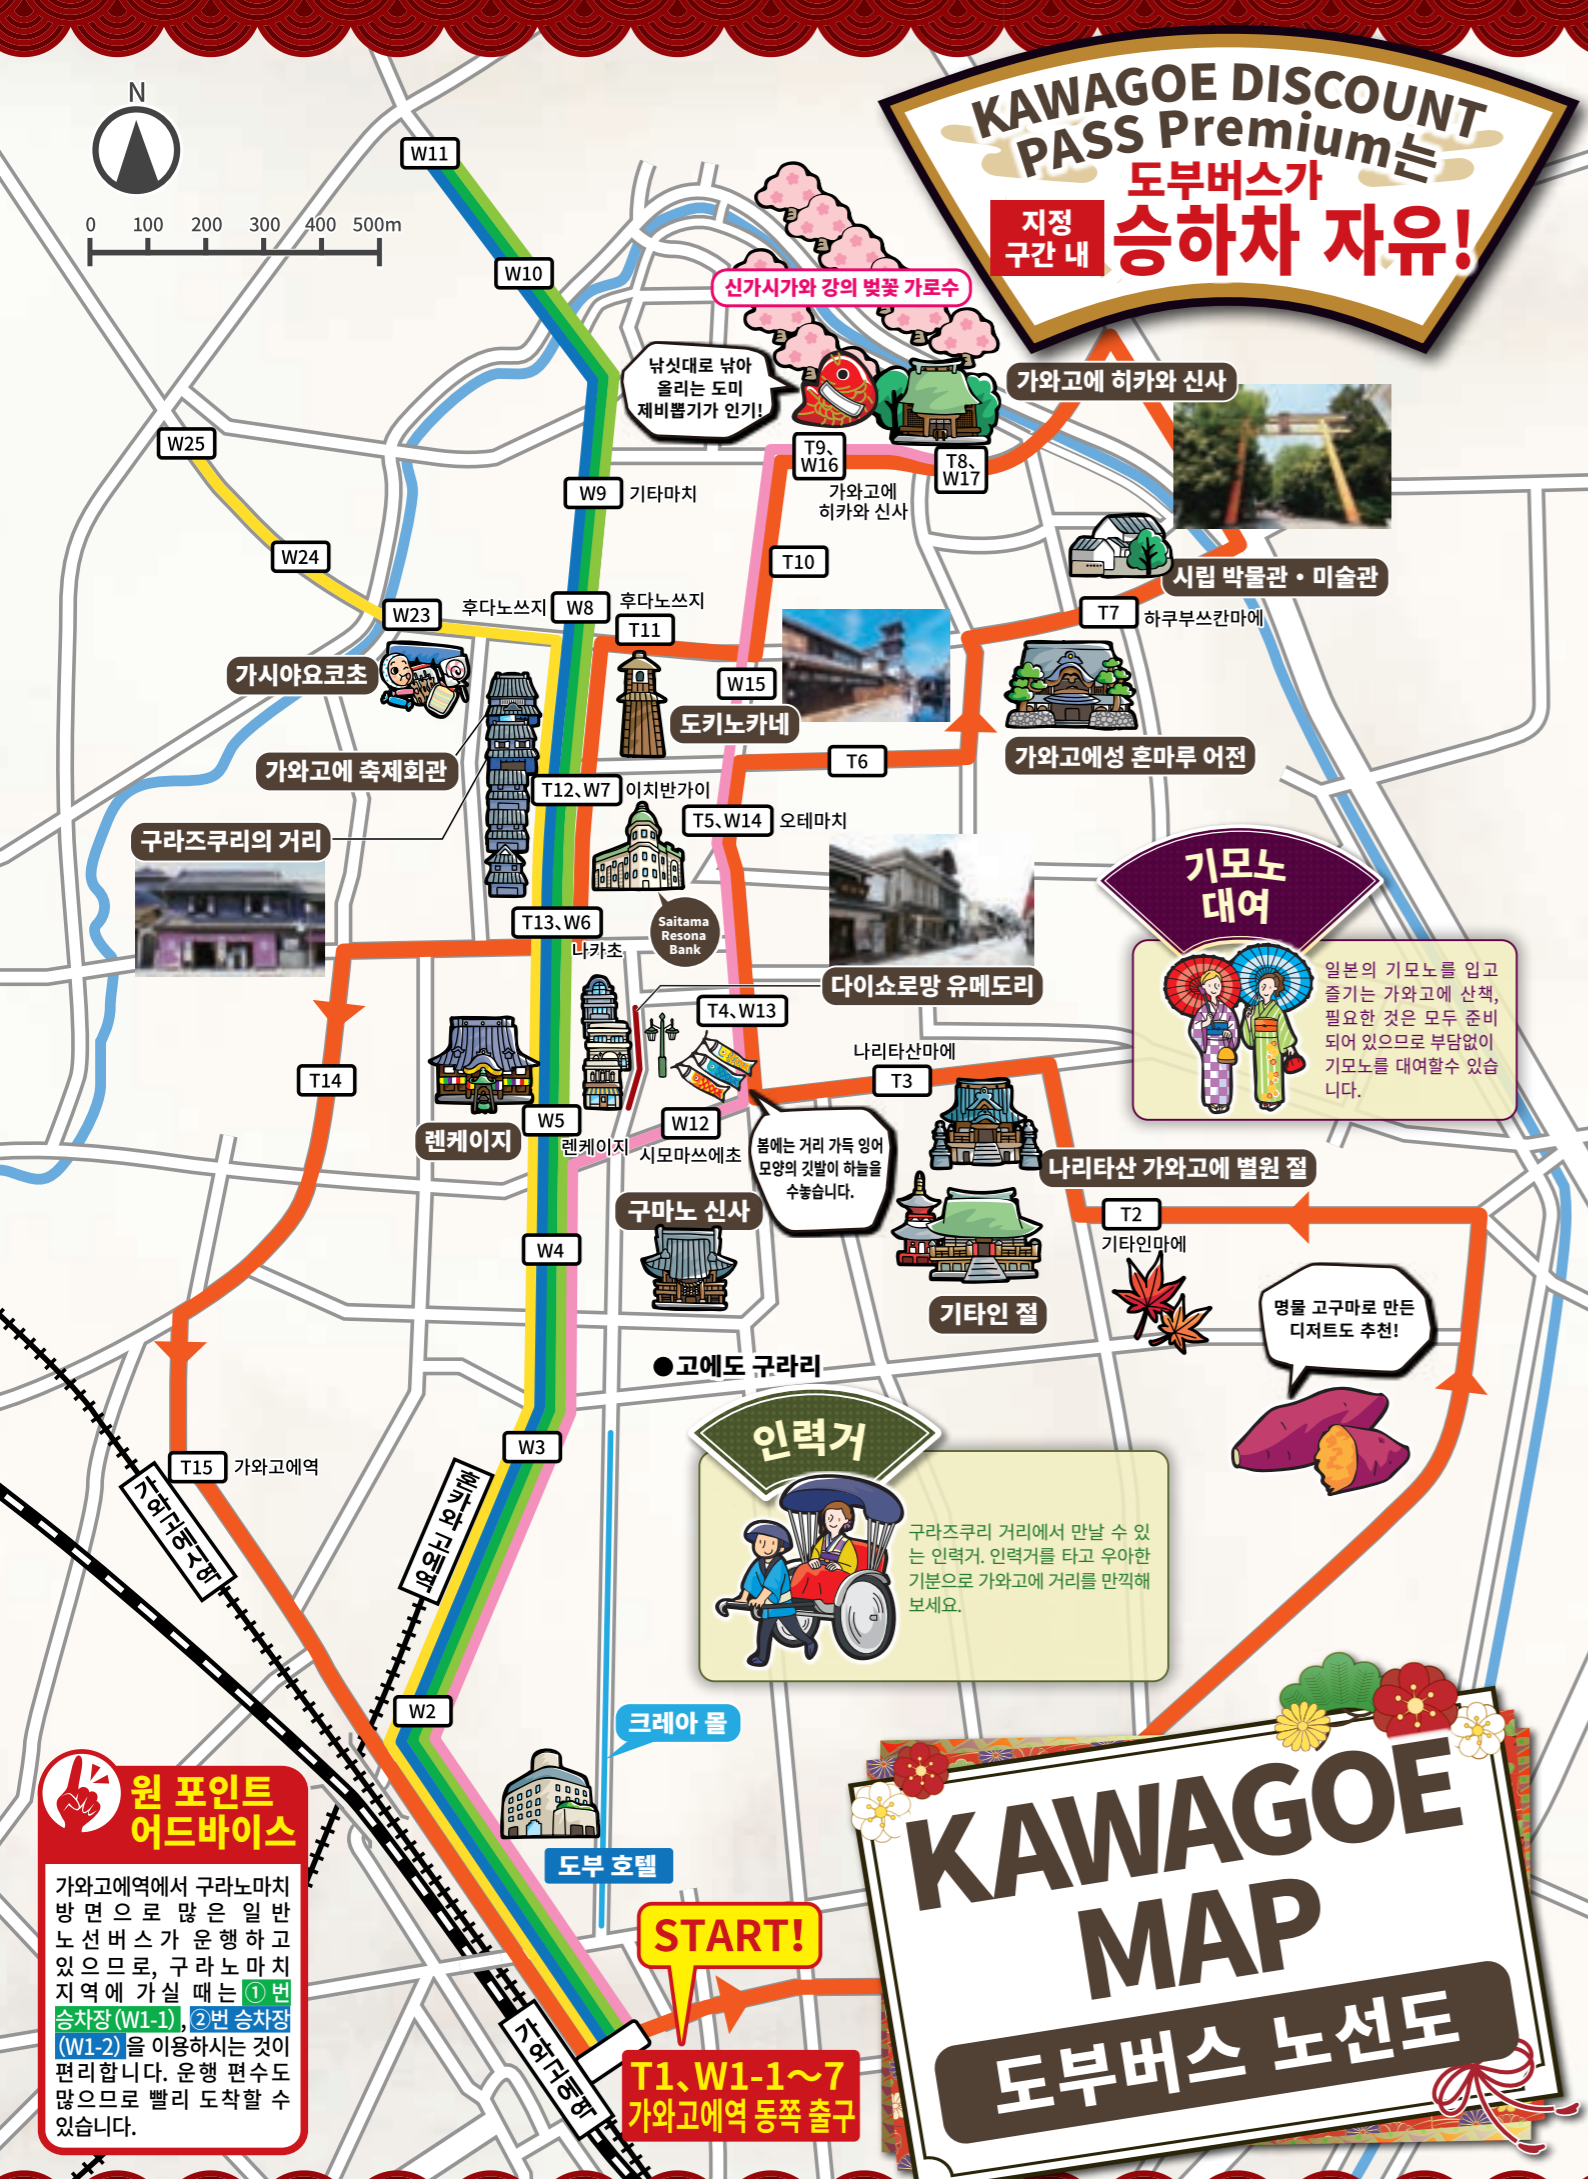 KAWAGOE DISCOUNT
PASS Premium는
도부버스가
지정
구간 내
승하차 자유!
N
0 100 200 300 400 500m
W11
W10
신가시가와 강의 벚꽃 가로수
낚싯대로 낚아
올리는 도미
제비뽑기가 인기!
가와고에 히카와 신사
W25
T9、
W16
T8、
W17
가와고에
히카와 신사
W9 기타마치
W24
T10
시립 박물관・미술관
W23
후다노쓰지
W8
후다노쓰지
T11
T7 하쿠부쓰칸마에
가시야요코초
W15
도키노카네
가와고에 축제회관
T6
가와고에성 혼마루 어전
T12、W7 이치반가이
구라즈쿠리의 거리
T5、W14 오테마치
기모노
대여
T13、W6
나카초
Saitama
Resona
Bank
일본의 기모노를 입고
즐기는 가와고에 산책,
필요한 것은 모두 준비
되어 있으므로 부담없이
기모노를 대여할수 있습
니다.
다이쇼로망 유메도리
T4、W13
T14
나리타산마에
T3
렌케이지
W5
렌케이지
W12
시모마쓰에초
봄에는 거리 가득 잉어
모양의 깃발이 하늘을
수놓습니다.
나리타산 가와고에 별원 절
구마노 신사
T2
기타인마에
W4
기타인 절
명물 고구마로 만든
디저트도 추천!
●고에도 구라리
인력거
W3
T15 가와고에역
가와고에시역
혼카와고에역
구라즈쿠리 거리에서 만날 수 있
는 인력거. 인력거를 타고 우아한
기분으로 가와고에 거리를 만끽해
보세요.
W2
크레아 몰
원 포인트
어드바이스
도부 호텔
가와고에역에서 구라노마치
방면으로 많은 일반
노선버스가 운행하고
있으므로, 구라노마치
지역에 가실 때는 ①번
승차장(W1-1), ②번 승차장
(W1-2)을 이용하시는 것이
편리합니다. 운행 편수도
많으므로 빨리 도착할 수
있습니다.
START!
가와고에역
T1、W1-1～7
가와고에역 동쪽 출구
KAWAGOE
MAP
도부버스 노선도